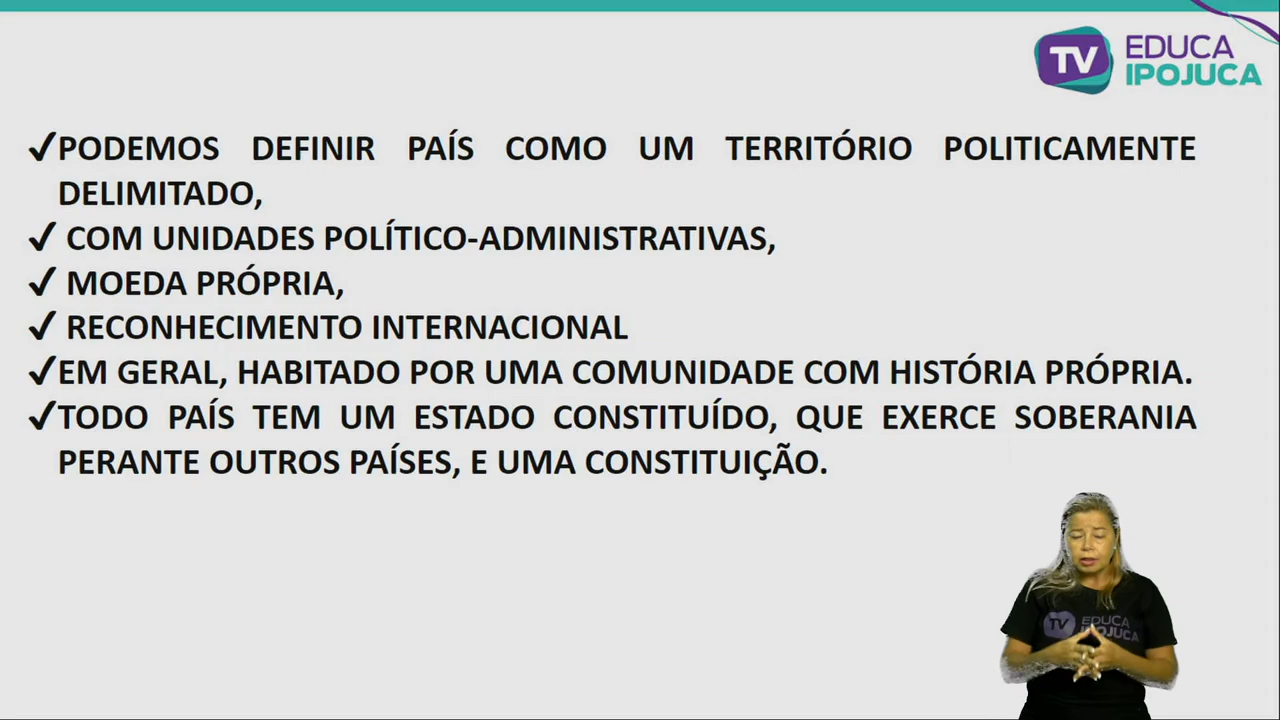 TV EDUCA
IPOJUCA
✓PODEMOS DEFINIR PAÍS COMO UM TERRITÓRIO POLITICAMENTE
DELIMITADO,
✓ COM UNIDADES POLÍTICO-ADMINISTRATIVAS,
✓ MOEDA PRÓPRIA,
✓ RECONHECIMENTO INTERNACIONAL
✓EM GERAL, HABITADO POR UMA COMUNIDADE COM HISTÓRIA PRÓPRIA.
✓TODO PAÍS TEM UM ESTADO CONSTITUÍDO, QUE EXERCE SOBERANIA
PERANTE OUTROS PAÍSES, E UMA CONSTITUIÇÃO.
TV EDUCA
IPOJUCA